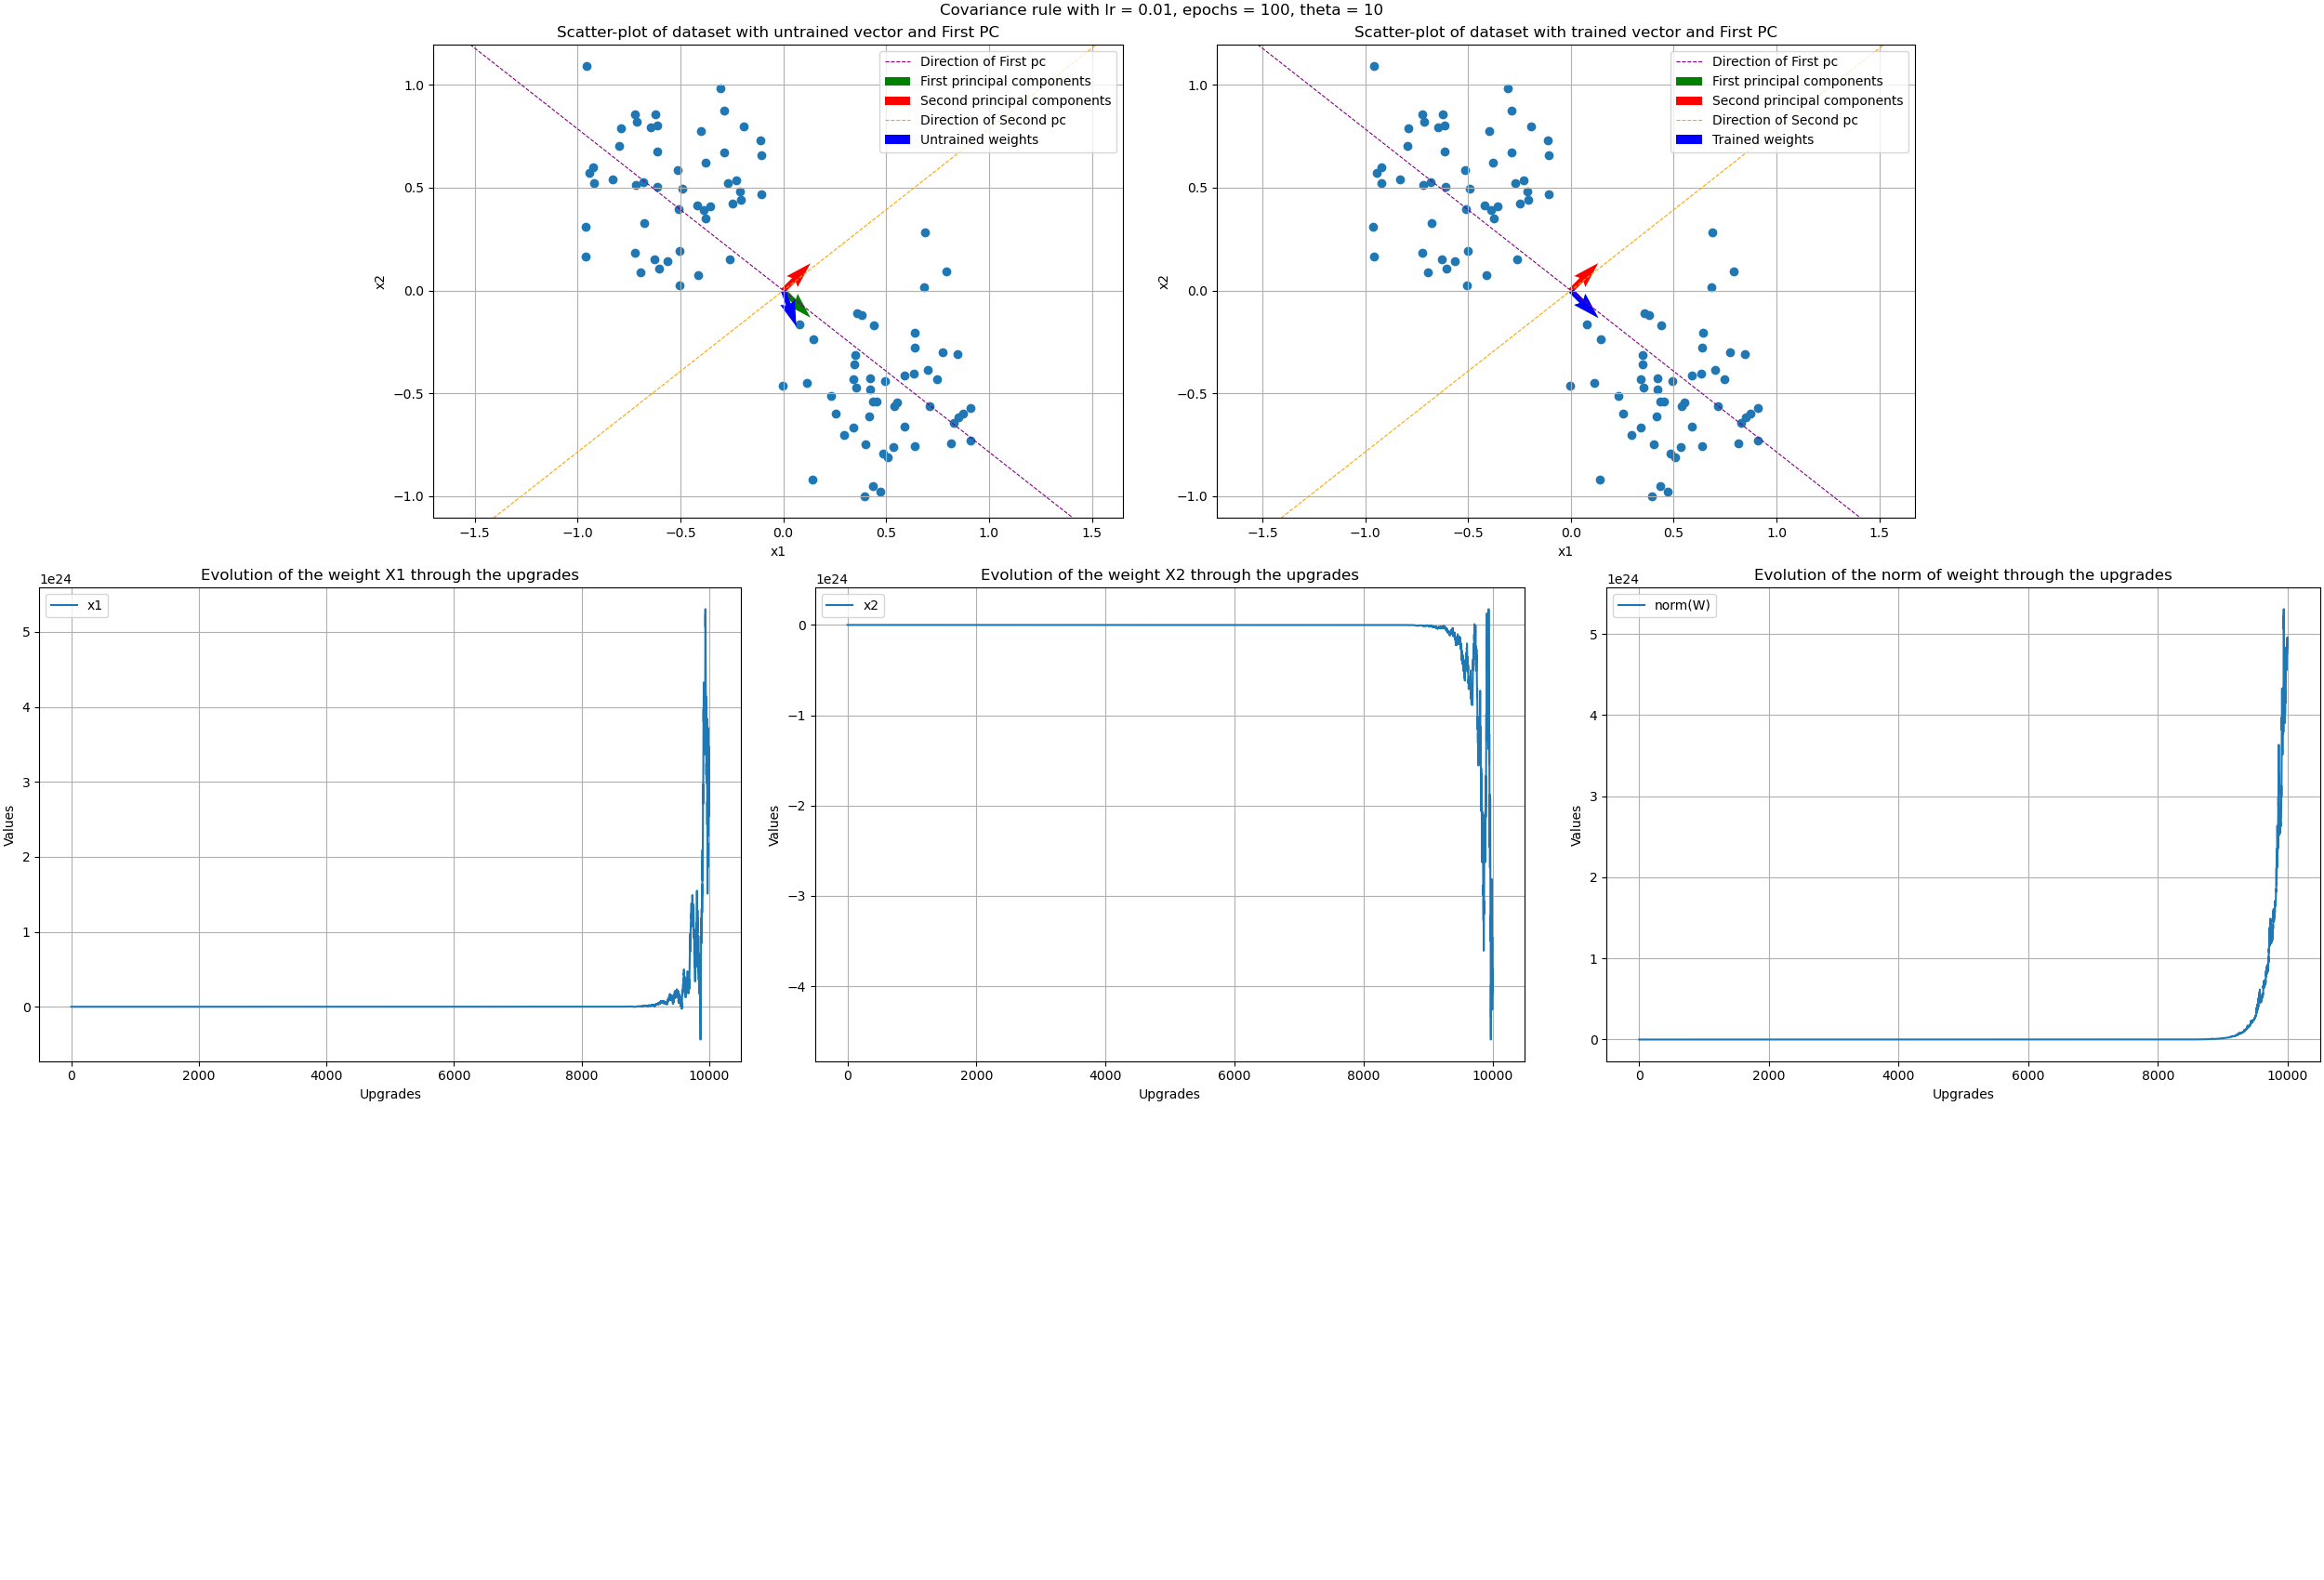 Covariance rule with lr = 0.01, epochs = 100, theta = 10
Scatter-plot of dataset with untrained vector and First PC
Direction of First pc
First principal components
Second principal components
Direction of Second pc
Untrained weights
1.0
0.5
0.0
−0.5
−1.0
x2
−1.5
−1.0
−0.5
0.0
0.5
1.0
1.5
x1
Scatter-plot of dataset with trained vector and First PC
Direction of First pc
First principal components
Second principal components
Direction of Second pc
Trained weights
1.0
0.5
0.0
−0.5
−1.0
x2
−1.5
−1.0
−0.5
0.0
0.5
1.0
1.5
x1
Evolution of the weight X1 through the upgrades
1e24
x1
5
4
3
2
1
0
Values
0
2000
4000
6000
8000
10000
Upgrades
Evolution of the weight X2 through the upgrades
1e24
x2
0
−1
−2
−3
−4
Values
0
2000
4000
6000
8000
10000
Upgrades
Evolution of the norm of weight through the upgrades
1e24
norm(W)
5
4
3
2
1
0
Values
0
2000
4000
6000
8000
10000
Upgrades